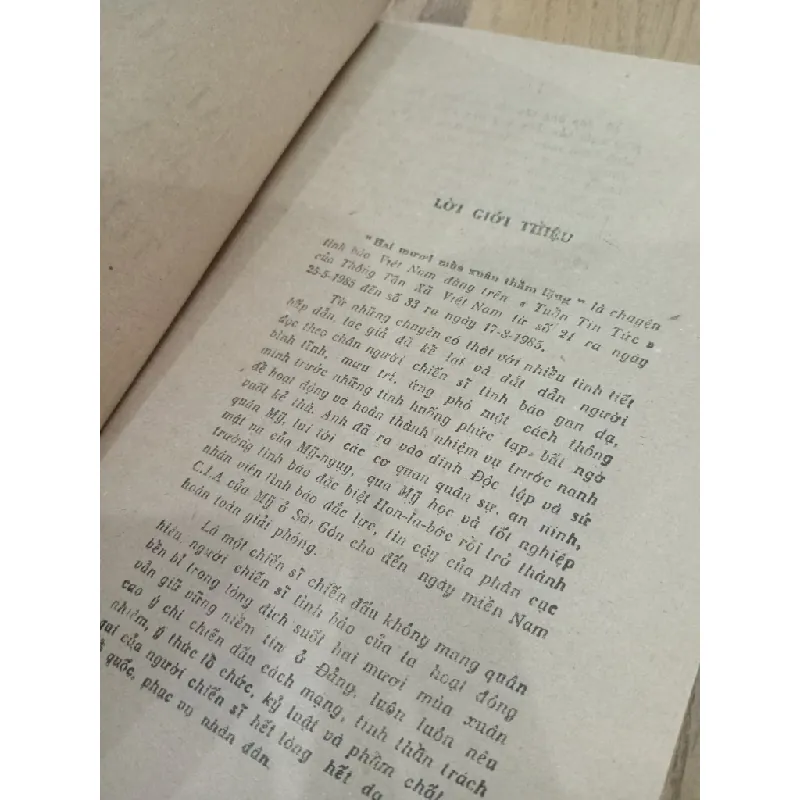 LỜI GIỚI THIỆU
“Hai mươi mùa xuân thầm lặng” là chuyện
tình báo Việt Nam đăng trên « Tuần Tin Tức »
của Thông Tấn Xã Việt Nam từ số 21 ra ngày
25-5-1985 đến số 33 ra ngày 17-8-1985.
Từ những chuyện có thật với nhiều tình tiết
hấp dẫn, tác giả đã kể lại và dắt dẫn người
đọc theo chân người chiến sĩ tình báo gan dạ,
bình tĩnh, mưu trí, ứng phó một cách thông
minh trước những tình huống phức tạp, bất ngờ
để hoạt động và hoàn thành nhiệm vụ trước nanh
vuốt kẻ thù. Anh đã ra vào dinh Độc lập và sứ
quán Mỹ, lui tới các cơ quan quân sự, an ninh,
mật vụ của Mỹ-ngụy, qua Mỹ học và tốt nghiệp
trường tình báo đặc biệt Hon-la-bớc rồi trở thành
nhân viên tình báo đắc lực, tin cậy của phân cục
C.I.A của Mỹ ở Sài Gòn cho đến ngày miền Nam
hoàn toàn giải phóng.
Là một chiến sĩ chiến đấu không mang quân
hiệu, người chiến sĩ tình báo của ta hoạt động
bền bỉ trong lòng địch suốt hai mươi mùa xuân
vẫn giữ vững niềm tin ở Đảng, luôn luôn nêu
cao ý chí chiến đấu cách mạng, tinh thần trách
nhiệm, ý thức tổ chức, kỷ luật và phẩm chất
của người chiến sĩ hết lòng hết dạ
quốc, phục vụ nhân dân.